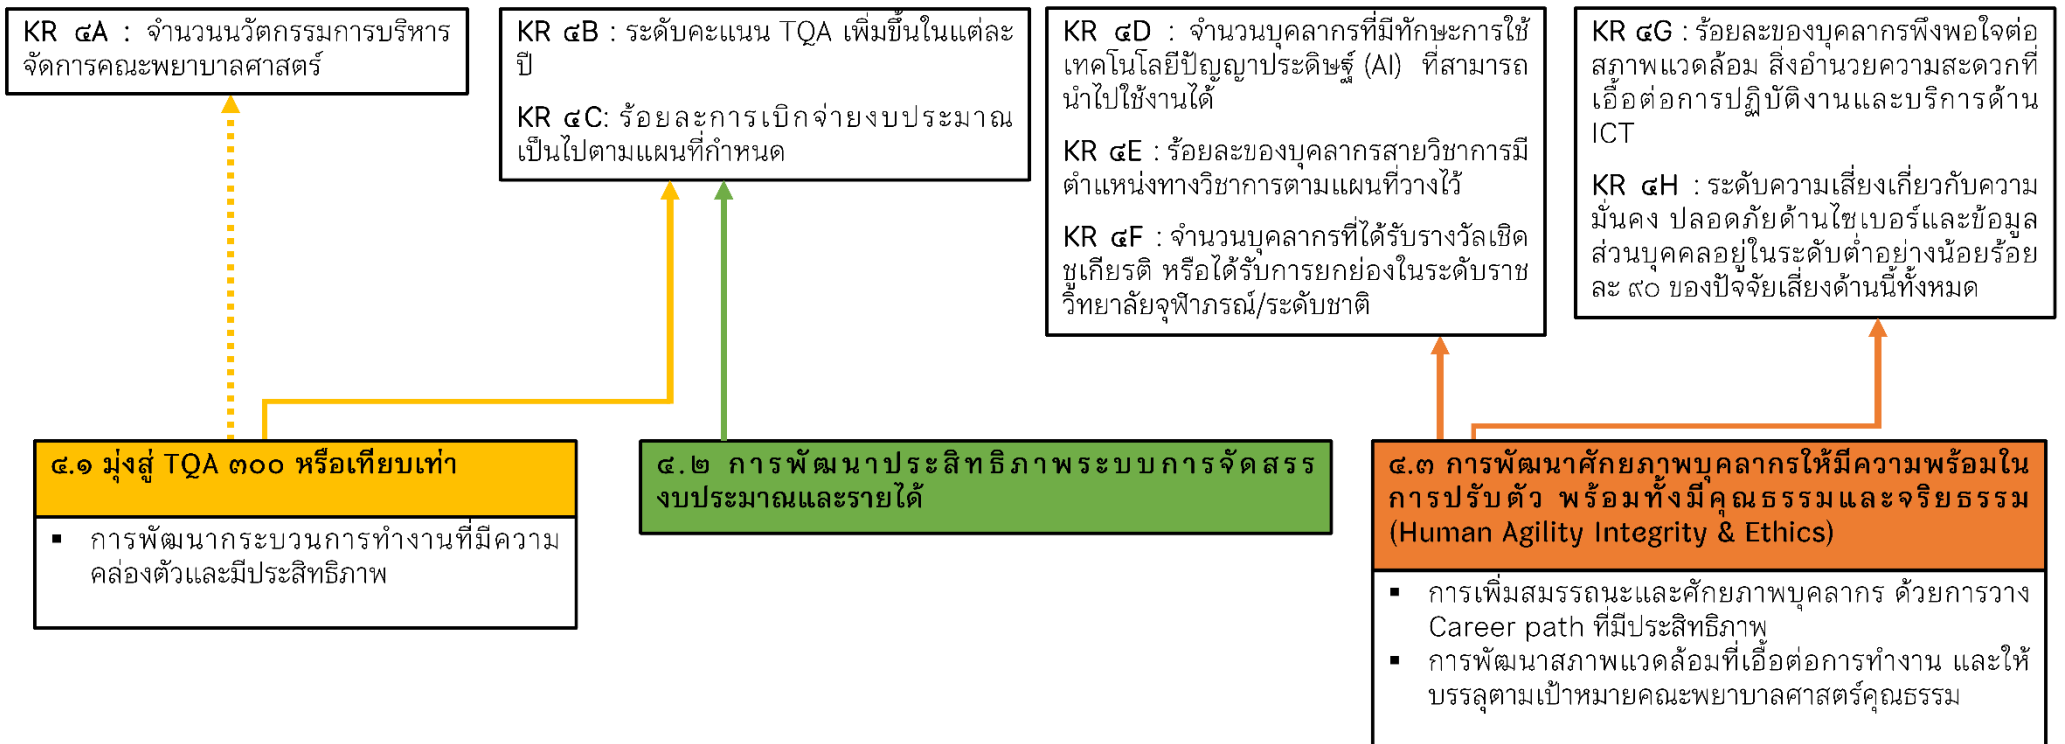 KR ๔A : จำนวนนวัตกรรมการบริหาร
จัดการคณะพยาบาลศาสตร์
KR ๔B : ระดับคะแนน TQA เพิ่มขึ้นในแต่ละ
ปี
KR ๔C: ร้อยละการเบิกจ่ายงบประมาณ
เป็นไปตามแผนที่กำหนด
KR ๔D : จำนวนบุคลากรที่มีทักษะการใช้
เทคโนโลยีปัญญาประดิษฐ์ (AI) ที่สามารถ
นำไปใช้งานได้
KR ๔E : ร้อยละของบุคลากรสายวิชาการมี
ตำแหน่งทางวิชาการตามแผนที่วางไว้
KR ๔F : จำนวนบุคลากรที่ได้รับรางวัลเชิด
ชูเกียรติ หรือได้รับการยกย่องในระดับราช
วิทยาลัยจุฬาภรณ์/ระดับชาติ
KR ๔G : ร้อยละของบุคลากรพึงพอใจต่อ
สภาพแวดล้อม สิ่งอำนวยความสะดวกที่
เอื้อต่อการปฏิบัติงานและบริการด้าน
ICT
KR ๔H : ระดับความเสี่ยงเกี่ยวกับความ
มั่นคง ปลอดภัยด้านไซเบอร์และข้อมูล
ส่วนบุคคลอยู่ในระดับต่ำอย่างน้อยร้อย
ละ ๙๐ ของปัจจัยเสี่ยงด้านนี้ทั้งหมด
๔.๑ มุ่งสู่ TQA ๓๐๐ หรือเทียบเท่า
▪ การพัฒนากระบวนการทำงานที่มีความ
คล่องตัวและมีประสิทธิภาพ
๔.๒ การพัฒนาประสิทธิภาพระบบการจัดสรร
งบประมาณและรายได้
๔.๓ การพัฒนาศักยภาพบุคลากรให้มีความพร้อมใน
การปรับตัว พร้อมทั้งมีคุณธรรมและจริยธรรม
(Human Agility Integrity & Ethics)
▪ การเพิ่มสมรรถนะและศักยภาพบุคลากร ด้วยการวาง
Career path ที่มีประสิทธิภาพ
▪ การพัฒนาสภาพแวดล้อมที่เอื้อต่อการทำงาน และให้
บรรลุตามเป้าหมายคณะพยาบาลศาสตร์คุณธรรม